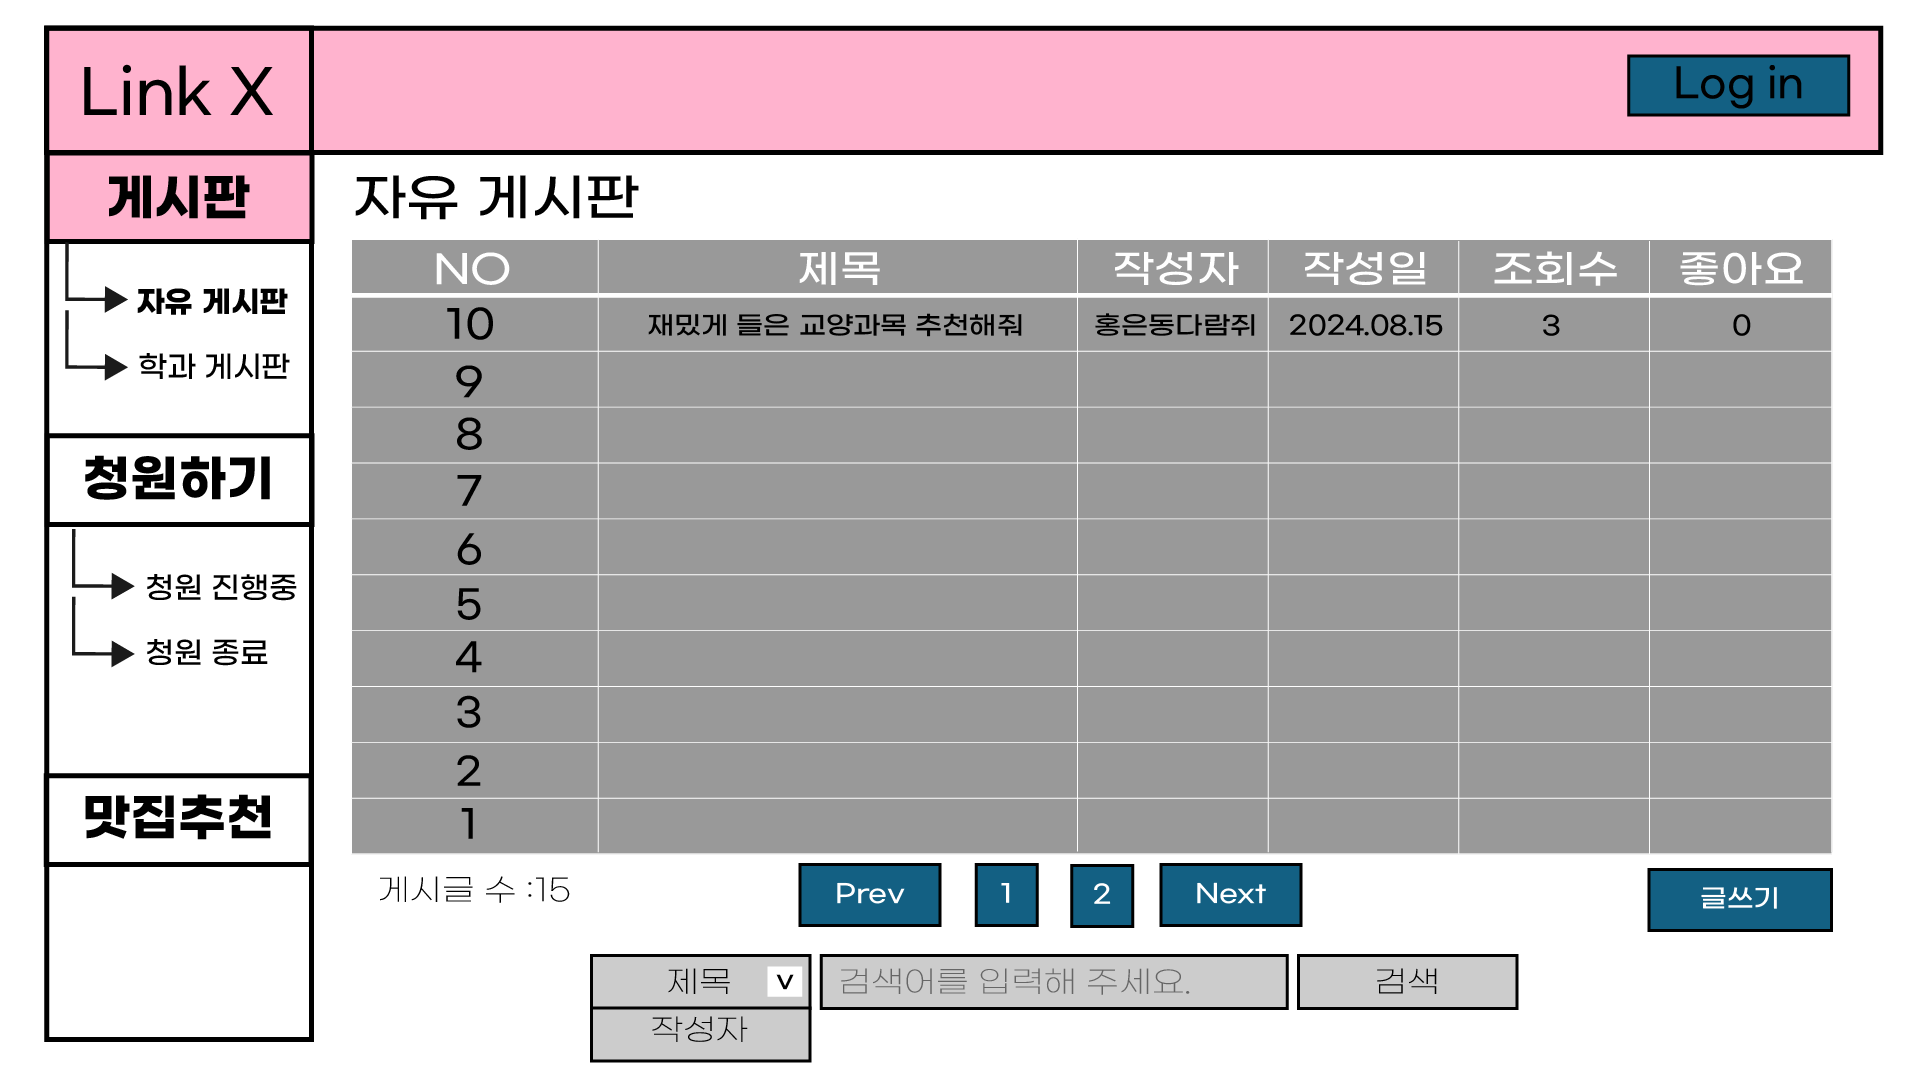 Link X
Log in
게시판
자유 게시판
학과 게시판
청원하기
청원 진행중
청원 종료
맛집추천
자유 게시판
NO 제목 작성자 작성일 조회수 좋아요
10 재밌게 들은 교양과목 추천해줘 홍은동다람쥐 2024.08.15 3 0
9
8
7
6
5
4
3
2
1
게시글 수 :15
Prev 1 2 Next
글쓰기
제목 v 검색어를 입력해 주세요. 검색
작성자